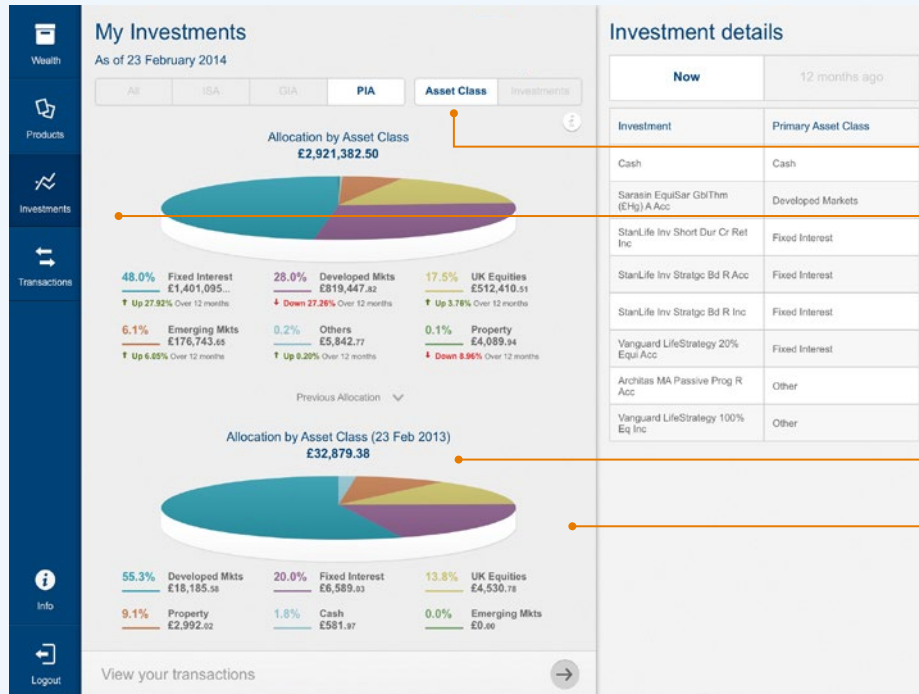 Wealth
Products
Investments
Transactions
Info
Logout
My Investments
As of 23 February 2014
All ISA GIA PIA Asset Class Investments
i
Allocation by Asset Class
£2,921,382.50
48.0% Fixed Interest £1,401,095...
↑ Up 27.92% Over 12 months
28.0% Developed Mkts £819,447.82
↓ Down 27.26% Over 12 months
17.5% UK Equities £512,410.51
↑ Up 3.76% Over 12 months
6.1% Emerging Mkts £176,743.65
↑ Up 6.05% Over 12 months
0.2% Others £5,842.77
↑ Up 0.20% Over 12 months
0.1% Property £4,089.94
↓ Down 8.96% Over 12 months
Previous Allocation
Allocation by Asset Class (23 Feb 2013)
£32,879.38
55.3% Developed Mkts £18,185.58
20.0% Fixed Interest £6,589.03
13.8% UK Equities £4,530.78
9.1% Property £2,992.02
1.8% Cash £581.97
0.0% Emerging Mkts £0.00
View your transactions
Investment details
Now 12 months ago
Investment Primary Asset Class
Cash Cash
Sarasin EquiSar GblThm (£Hg) A Acc Developed Markets
StanLife Inv Short Dur Cr Ret Inc Fixed Interest
StanLife Inv Stratgc Bd R Acc Fixed Interest
StanLife Inv Stratgc Bd R Inc Fixed Interest
Vanguard LifeStrategy 20% Equi Acc Fixed Interest
Architas MA Passive Prog R Acc Other
Vanguard LifeStrategy 100% Eq Inc Other